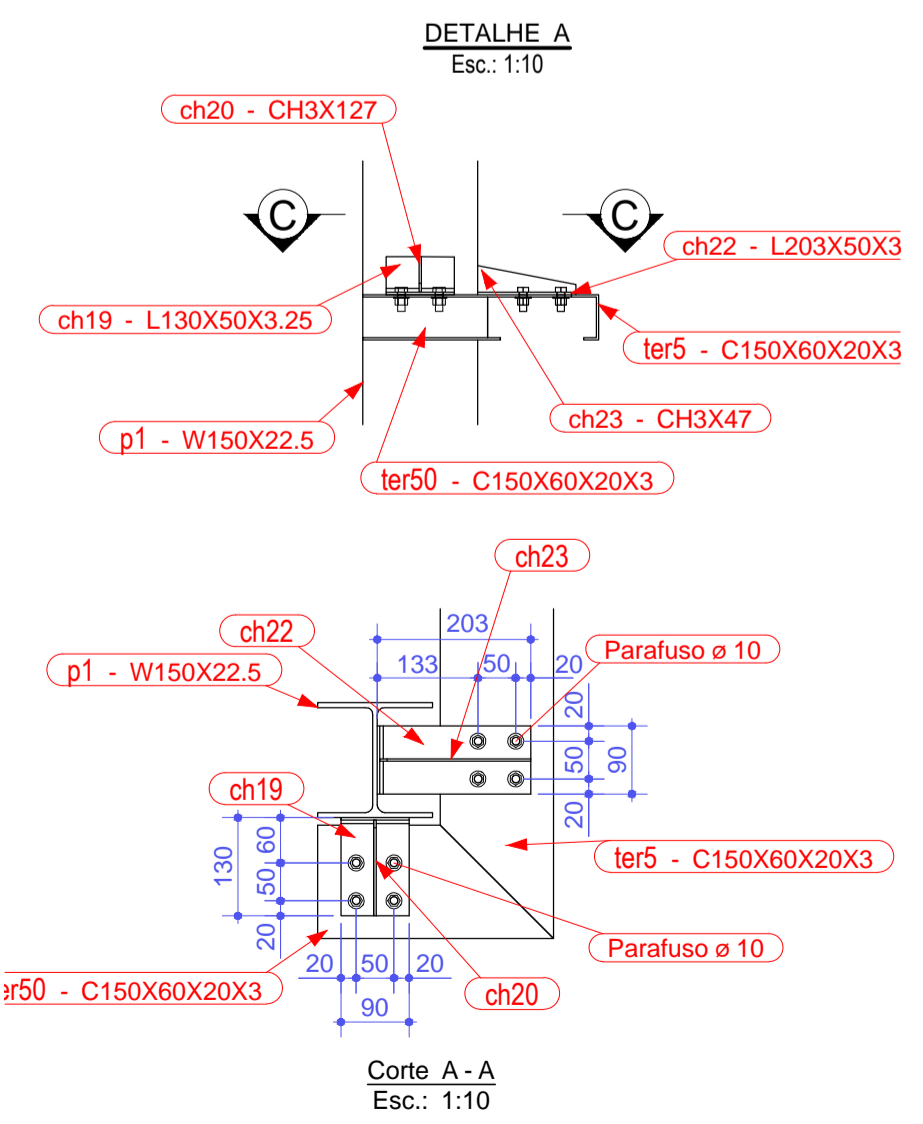 DETALHE A
Esc.: 1:10
ch20 - CH3X127
C
C
ch22 - L203X50X3
ch19 - L130X50X3.25
ter5 - C150X60X20X3
ch23 - CH3X47
p1 - W150X22.5
ter50 - C150X60X20X3
ch23
203
ch22
Parafuso ø 10
133
50
20
p1 - W150X22.5
20
50
90
20
ch19
60
130
50
20
ter5 - C150X60X20X3
Parafuso ø 10
20
50
20
er50 - C150X60X20X3
ch20
90
Corte A - A
Esc.: 1:10